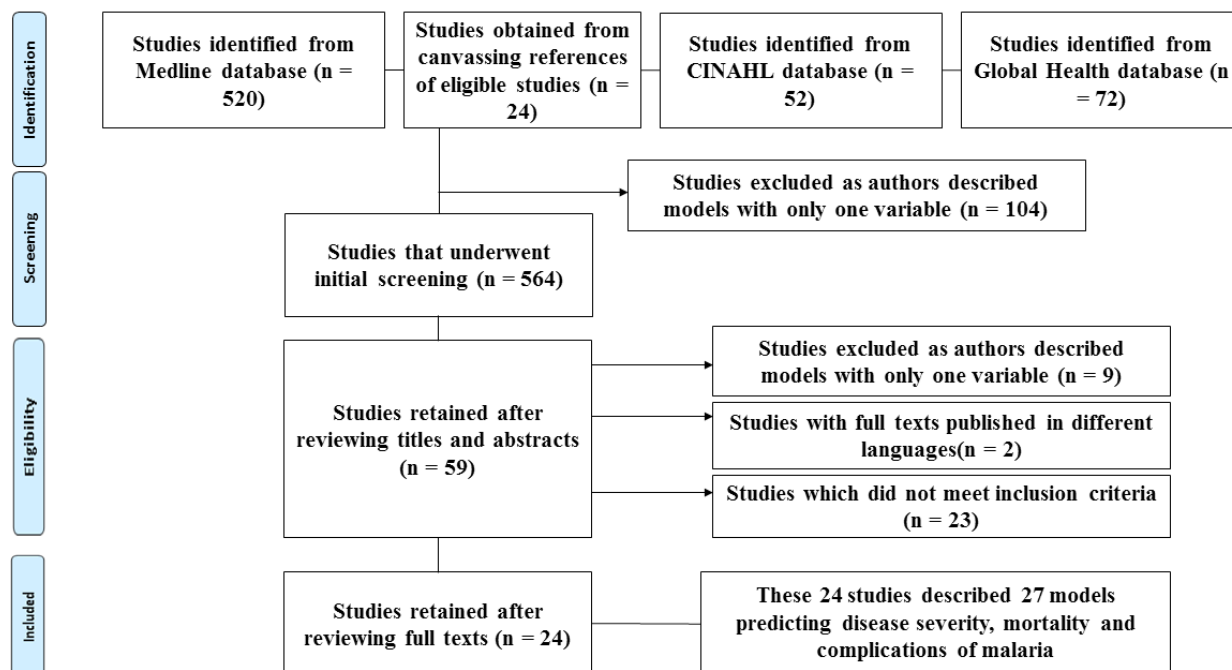 Identification
Studies identified from
Medline database (n =
520)
Studies obtained from
canvassing references
of eligible studies (n =
24)
Studies identified from
CINAHL database (n =
52)
Studies identified from
Global Health database (n
= 72)
Screening
Studies excluded as authors described
models with only one variable (n = 104)
Studies that underwent
initial screening (n = 564)
Eligibility
Studies retained after
reviewing titles and abstracts
(n = 59)
Studies excluded as authors described
models with only one variable (n = 9)
Studies with full texts published in different
languages(n = 2)
Studies which did not meet inclusion criteria
(n = 23)
Included
Studies retained after
reviewing full texts (n = 24)
These 24 studies described 27 models
predicting disease severity, mortality and
complications of malaria